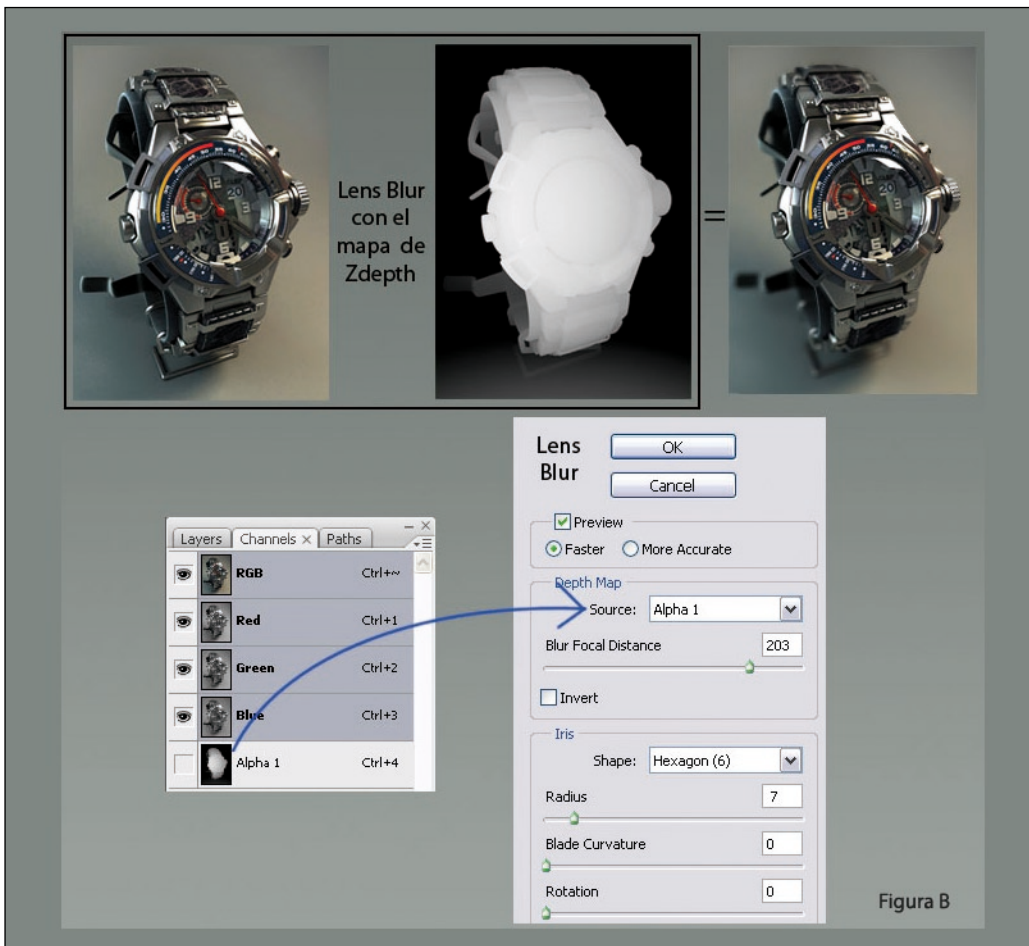 Lens Blur
con el
mapa de
Zdepth
=
Lens
Blur
OK
Cancel
Preview
Faster More Accurate
Depth Map
Source: Alpha 1
Blur Focal Distance 203
Invert
Iris
Shape: Hexagon (6)
Radius 7
Blade Curvature 0
Rotation 0
Layers Channels × Paths
RGB Ctrl+~
Red Ctrl+1
Green Ctrl+2
Blue Ctrl+3
Alpha 1 Ctrl+4
Figura B